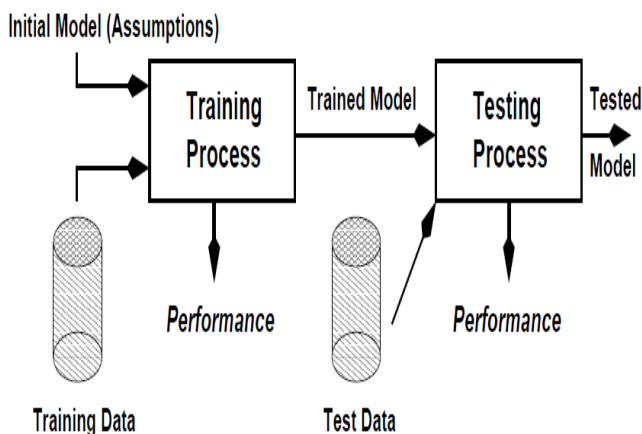 Initial Model (Assumptions)
Training
Process
Trained Model
Testing
Process
Tested
Model
Performance
Performance
Training Data
Test Data